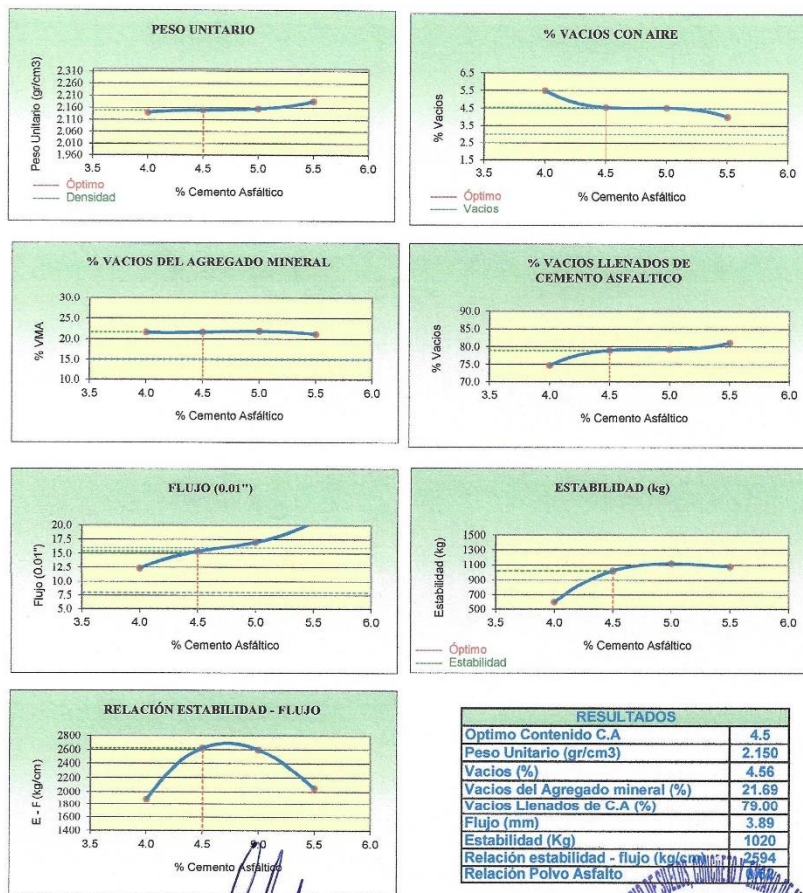 PESO UNITARIO
Peso Unitario (gr/cm3)
2,310
2,260
2,210
2,160
2,110
2,060
2,010
1,960
3.5 4.0 4.5 5.0 5.5 6.0
% Cemento Asfáltico
Óptimo
Densidad
% VACIOS CON AIRE
% Vacios
6.5
5.5
4.5
3.5
2.5
1.5
3.5 4.0 4.5 5.0 5.5 6.0
% Cemento Asfáltico
Óptimo
Vacios
% VACIOS DEL AGREGADO MINERAL
% VMA
30.0
25.0
20.0
15.0
10.0
3.5 4.0 4.5 5.0 5.5 6.0
% Cemento Asfáltico
% VACIOS LLENADOS DE
CEMENTO ASFALTICO
% Vacios
90.0
85.0
80.0
75.0
70.0
3.5 4.0 4.5 5.0 5.5 6.0
% Cemento Asfáltico
FLUJO (0.01")
Flujo (0.01")
20.0
17.5
15.0
12.5
10.0
7.5
5.0
3.5 4.0 4.5 5.0 5.5 6.0
% Cemento Asfáltico
ESTABILIDAD (kg)
Estabilidad (kg)
1500
1300
1100
900
700
500
3.5 4.0 4.5 5.0 5.5 6.0
% Cemento Asfáltico
Óptimo
Estabilidad
RELACIÓN ESTABILIDAD - FLUJO
E - F (kg/cm)
2800
2600
2400
2200
2000
1800
1600
1400
3.5 4.0 4.5 5.0 5.5 6.0
% Cemento Asfáltico
RESULTADOS
Optimo Contenido C.A 4.5
Peso Unitario (gr/cm3) 2.150
Vacios (%) 4.56
Vacios del Agregado mineral (%) 21.69
Vacios Llenados de C.A (%) 79.00
Flujo (mm) 3.89
Estabilidad (Kg) 1020
Relación estabilidad - flujo (kg/cm) 2594
Relación Polvo Asfalto